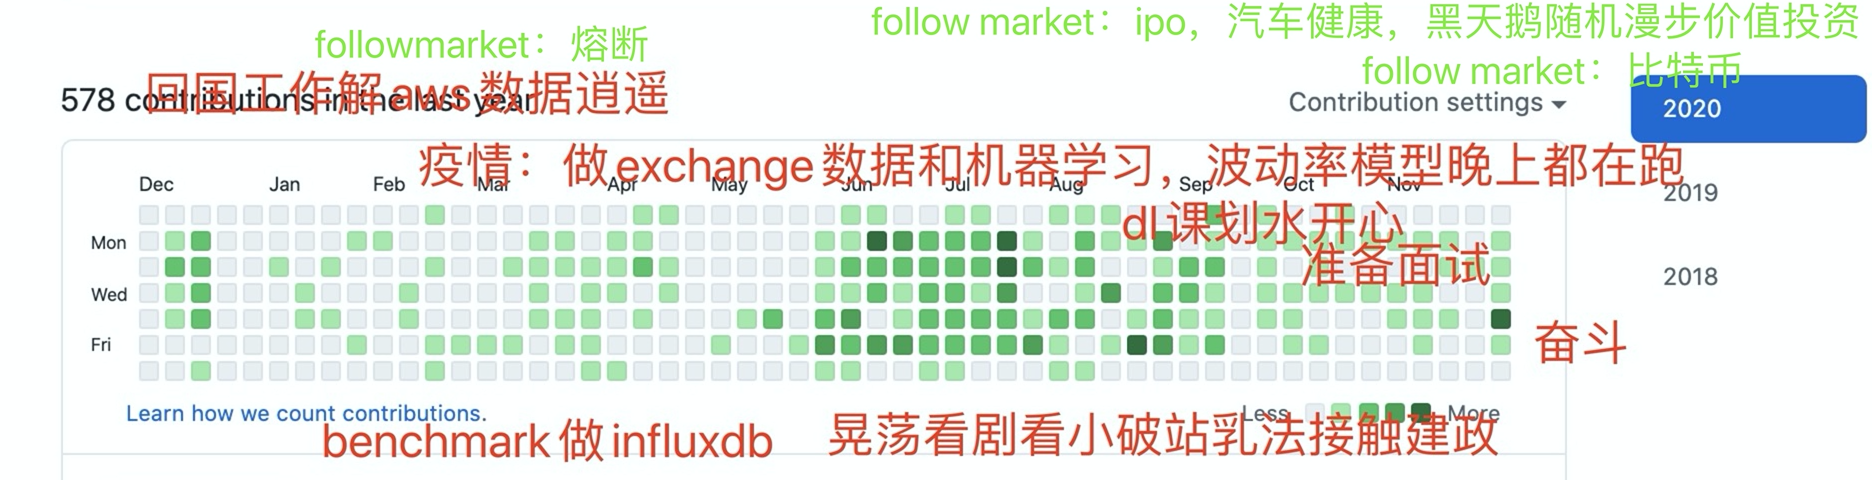 follow market：ipo，汽车健康，黑天鹅随机漫步价值投资
followmarket：熔断
follow market：比特币
回国工作解aws数据逍遥
578 contributions in the last year
Contribution settings
2020
疫情：做exchange数据和机器学习，波动率模型晚上都在跑
Dec Jan Feb Mar Apr May Jun Jul Aug Sep Oct Nov
2019
dl课划水开心
Mon
准备面试
2018
Wed
Fri
奋斗
Learn how we count contributions.
Less More
benchmark做influxdb
晃荡看剧看小破站乳法接触建政